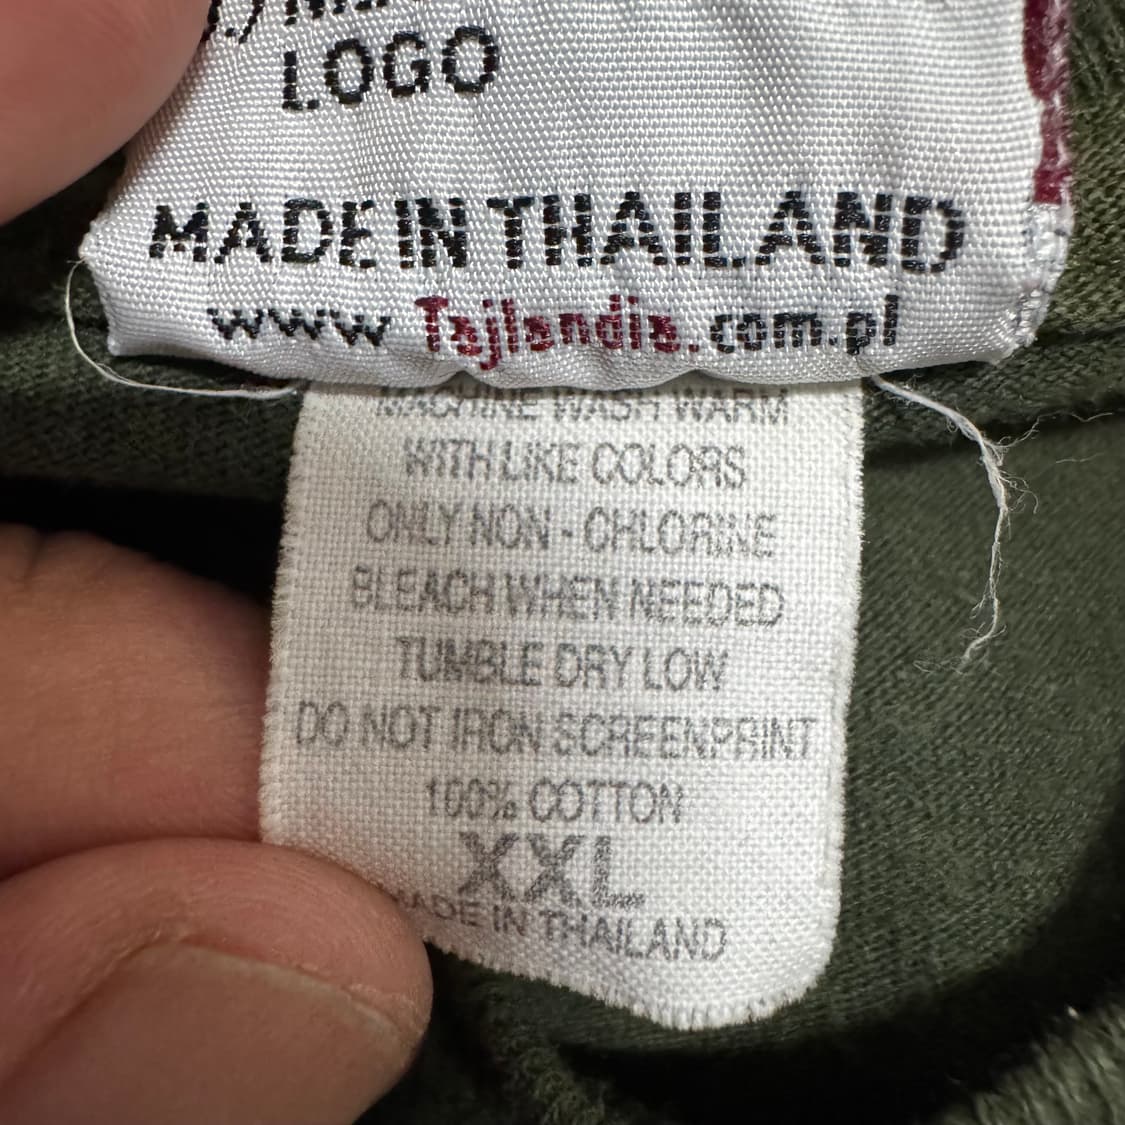 LOGO
MADE IN THAILAND
www Tajlandia.com.pl
MACHINE WASH WARM
WITH LIKE COLORS
ONLY NON - CHLORINE
BLEACH WHEN NEEDED
TUMBLE DRY LOW
DO NOT IRON SCREENPRINT
100% COTTON
XXL
MADE IN THAILAND